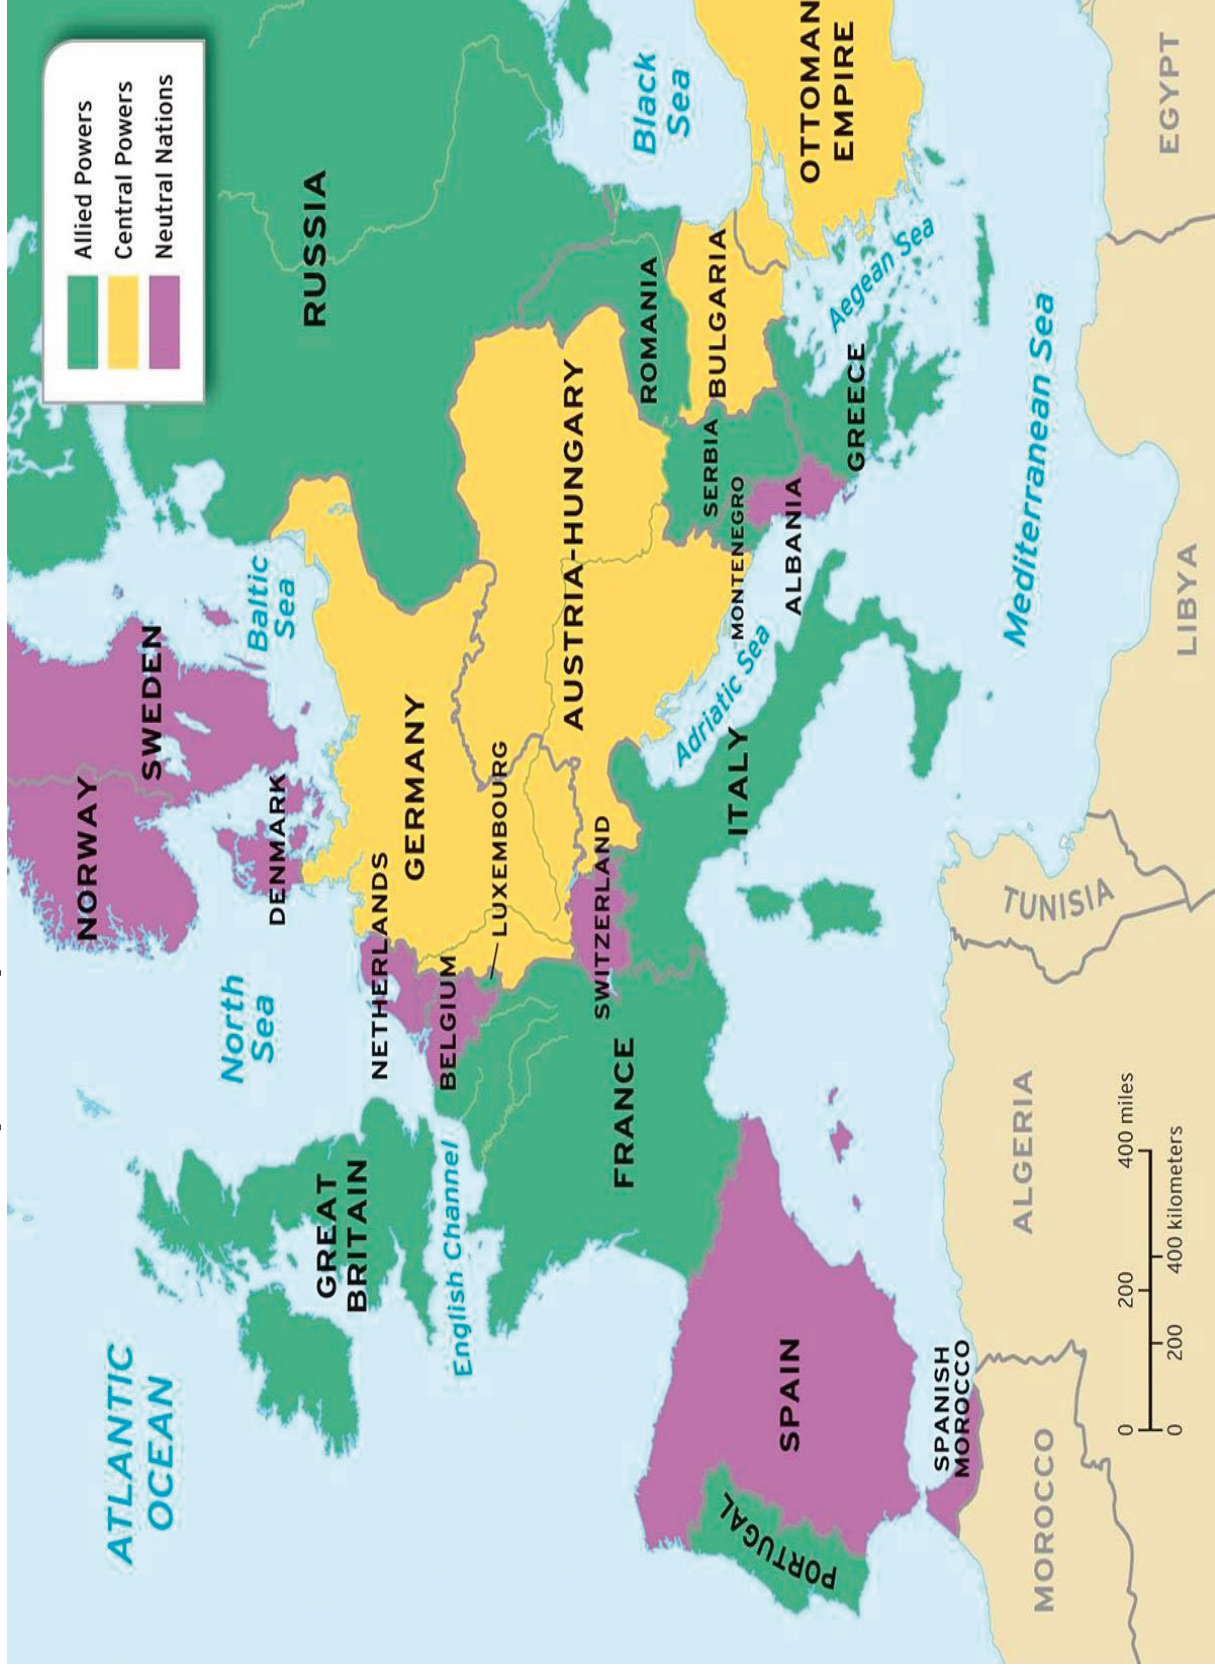 Allied Powers
Central Powers
Neutral Nations
ATLANTIC
OCEAN
NORWAY
SWEDEN
RUSSIA
North
Sea
DENMARK
Baltic
Sea
GREAT
BRITAIN
NETHERLANDS
GERMANY
English Channel
BELGIUM
LUXEMBOURG
FRANCE
SWITZERLAND
AUSTRIA-HUNGARY
ROMANIA
Black
Sea
SERBIA
BULGARIA
MONTENEGRO
Adriatic Sea
ITALY
ALBANIA
GREECE
Aegean Sea
OTTOMAN
EMPIRE
PORTUGAL
SPAIN
SPANISH
MOROCCO
Mediterranean Sea
MOROCCO
ALGERIA
TUNISIA
LIBYA
EGYPT
0 200 400 miles
0 200 400 kilometers